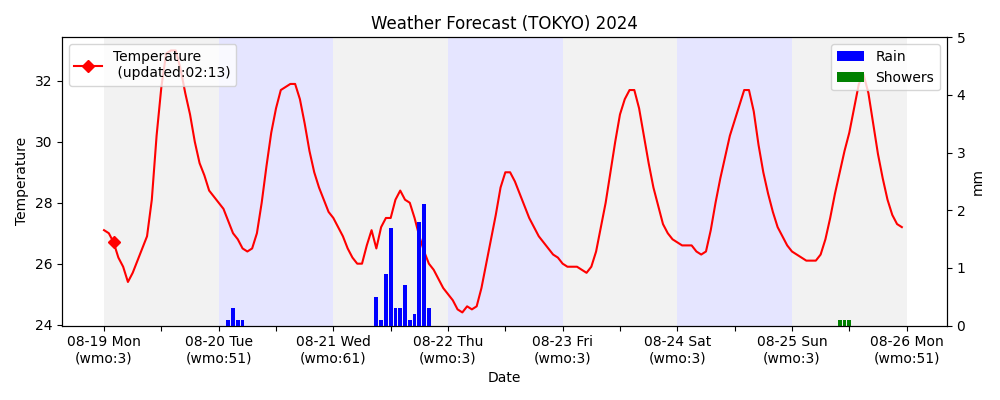 Weather Forecast (TOKYO) 2024
Temperature
(updated:02:13)
Rain
Showers
Temperature
32
30
28
26
24
5
4
3
2
1
0
mm
08-19 Mon
(wmo:3)
08-20 Tue
(wmo:51)
08-21 Wed
(wmo:61)
08-22 Thu
(wmo:3)
08-23 Fri
(wmo:3)
08-24 Sat
(wmo:3)
08-25 Sun
(wmo:3)
08-26 Mon
(wmo:51)
Date